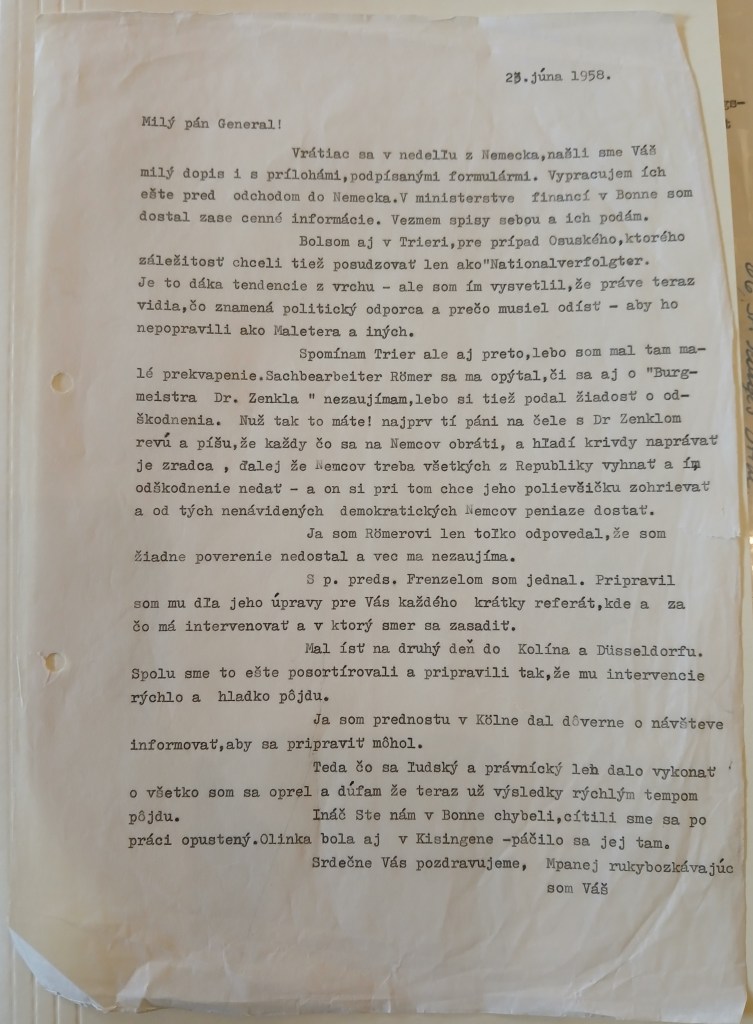 25.júna 1958.
Milý pán General!
Vrátiac sa v nedeľu z Nemecka,našli sme Váš
milý dopis i s prílohámi,podpísanými formulármi. Vypracujem ích
ešte pred odchodom do Nemecka.V ministerstve financí v Bonne som
dostal zase cenné informácie. Vezmem spisy sebou a ich podám.
Bolsom aj v Trieri,pre prípad Osuského,ktorého
záležitosť chceli tiež posudzovať len ako"Nationalverfolgter.
Je to dáka tendencie z vrchu - ale som ím vysvetlil,že práve teraz
vidia,čo znamená politický odporca a prečo musiel odísť - aby ho
nepopravili ako Maletera a iných.
Spomínam Trier ale aj preto,lebo som mal tam ma-
lé prekvapenie.Sachbearbeiter Römer sa ma opýtal,či sa aj o "Burg-
meistra Dr. Zenkla " nezaujímam,lebo si tiež podal žiadosť o od-
škodnenia. Nuž tak to máte! najprv tí páni na čele s Dr Zenklom
revú a píšu,že každy čo sa na Nemcov obráti, a hľadí krivdy naprávať
je zradca , ďalej že Nemcov treba všetkých z Republiky vyhnať a ím
odškodnenie nedať - a on si pri tom chce jeho polievšičku zohrievať
a od tých nenávidených demokratických Nemcov peniaze dostať.
Ja som Römerovi len toľko odpovedal,že som
žiadne poverenie nedostal a vec ma nezaujíma.
S p. preds. Frenzelom som jednal. Pripravil
som mu dľa jeho úpravy pre Vás každého krátky referát,kde a za
čo má intervenovať a v ktorý smer sa zasadiť.
Mal ísť na druhý deň do Kolína a Düsseldorfu.
Spolu sme to ešte posortírovali a pripravili tak,že mu intervencie
rýchlo a hladko pôjdu.
Ja som prednostu v Kölne dal dôverne o návšteve
informovať,aby sa pripraviť môhol.
Teda čo sa ľudský a právnícký len dalo vykonať
o všetko som sa oprel a dúfam že teraz už výsledky rýchlým tempom
pôjdu. Ináč Ste nám v Bonne chybeli,cítili sme sa po
práci opustený.Olinka bola aj v Kisingene -páčilo sa jej tam.
Srdečne Vás pozdravujeme, Mpanej rukybozkávajúc
som Váš